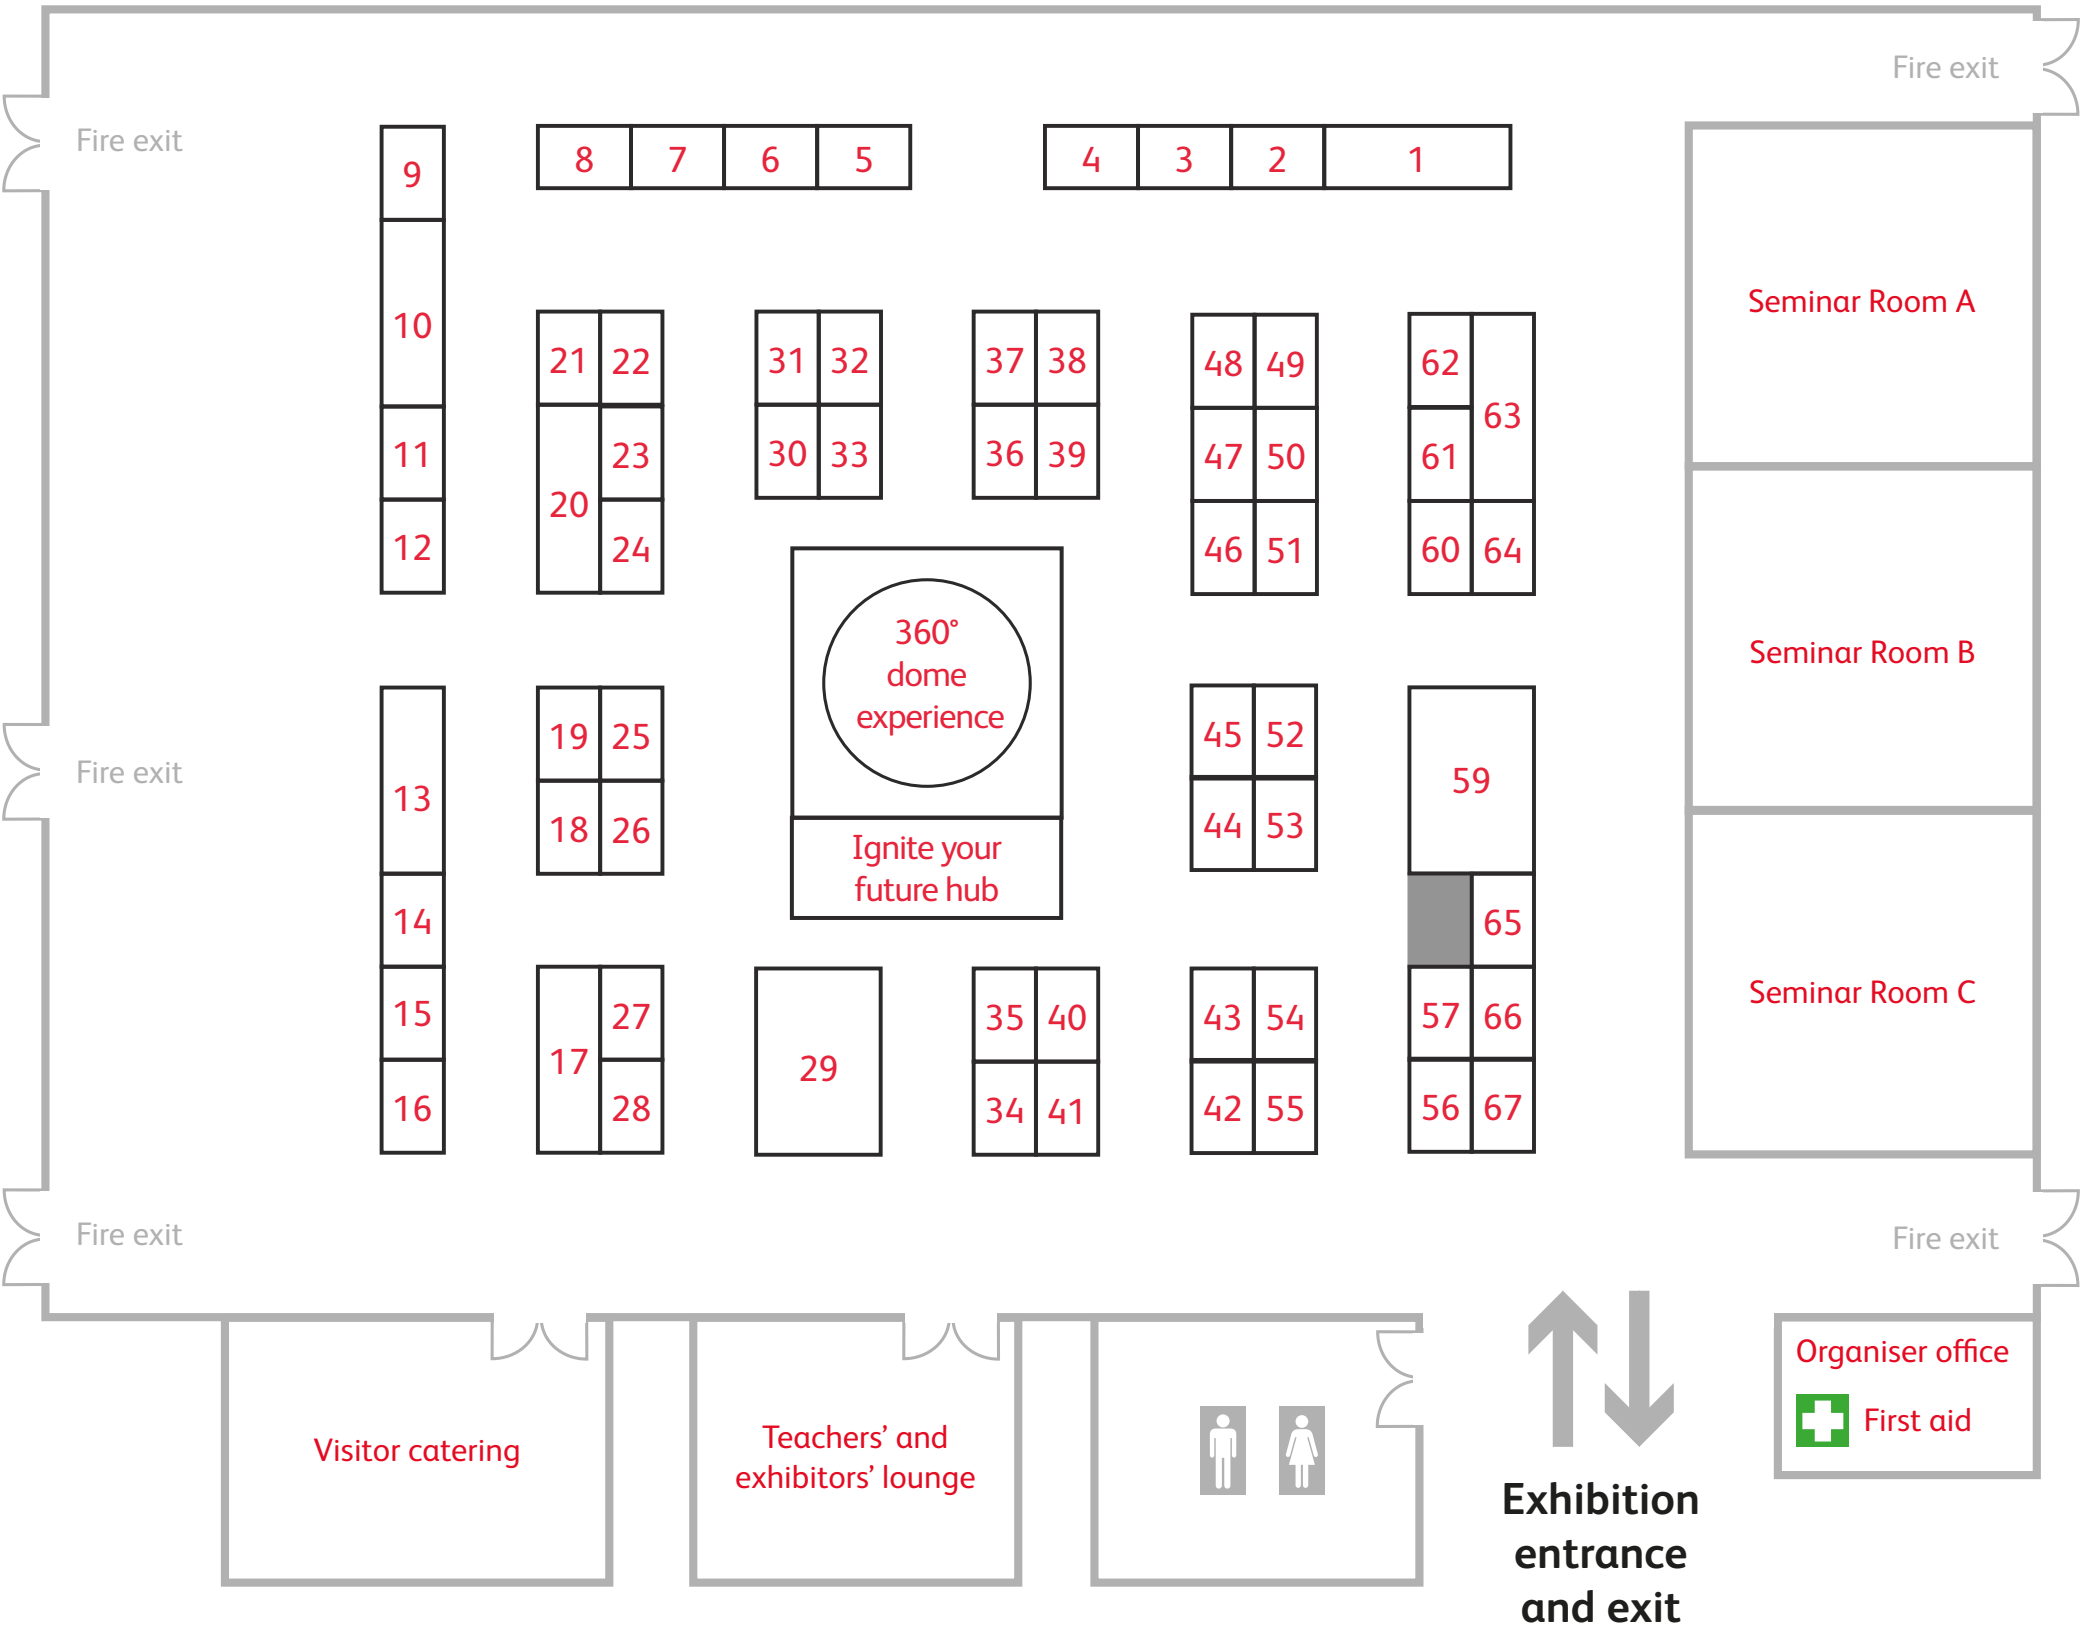 Fire exit
Fire exit
9
8 7 6 5
4 3 2 1
10
11
12
21 22
20
23
24
31 32
30 33
37 38
36 39
48 49
47 50
46 51
62
63
61
60 64
Seminar Room A
360°
dome
experience
Ignite your
future hub
Seminar Room B
Fire exit
13
14
15
16
19 25
18 26
17
27
28
29
35 40
34 41
45 52
44 53
43 54
42 55
59
65
57 66
56 67
Seminar Room C
Fire exit
Fire exit
Visitor catering
Teachers’ and
exhibitors’ lounge
Exhibition
entrance
and exit
Organiser office
First aid